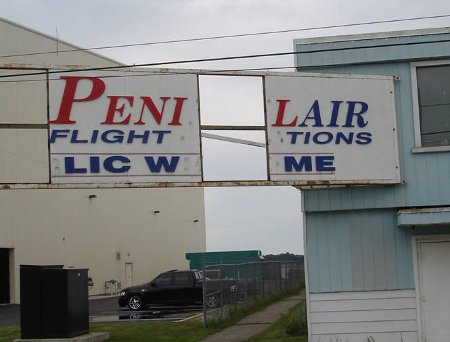 PENI LAIR
FLIGHT TIONS
LIC W ME